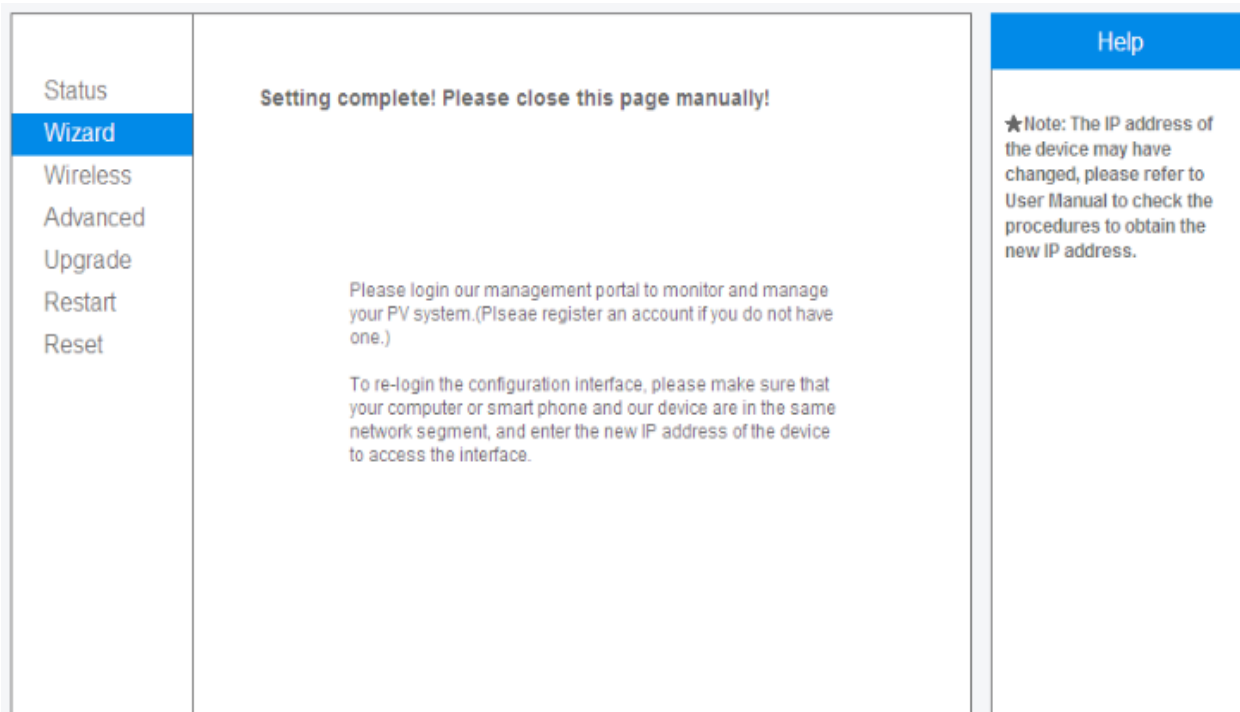 Status
Wizard
Wireless
Advanced
Upgrade
Restart
Reset
Setting complete! Please close this page manually!
Please login our management portal to monitor and manage
your PV system.(Plseae register an account if you do not have
one.)
To re-login the configuration interface, please make sure that
your computer or smart phone and our device are in the same
network segment, and enter the new IP address of the device
to access the interface.
Help
★Note: The IP address of
the device may have
changed, please refer to
User Manual to check the
procedures to obtain the
new IP address.